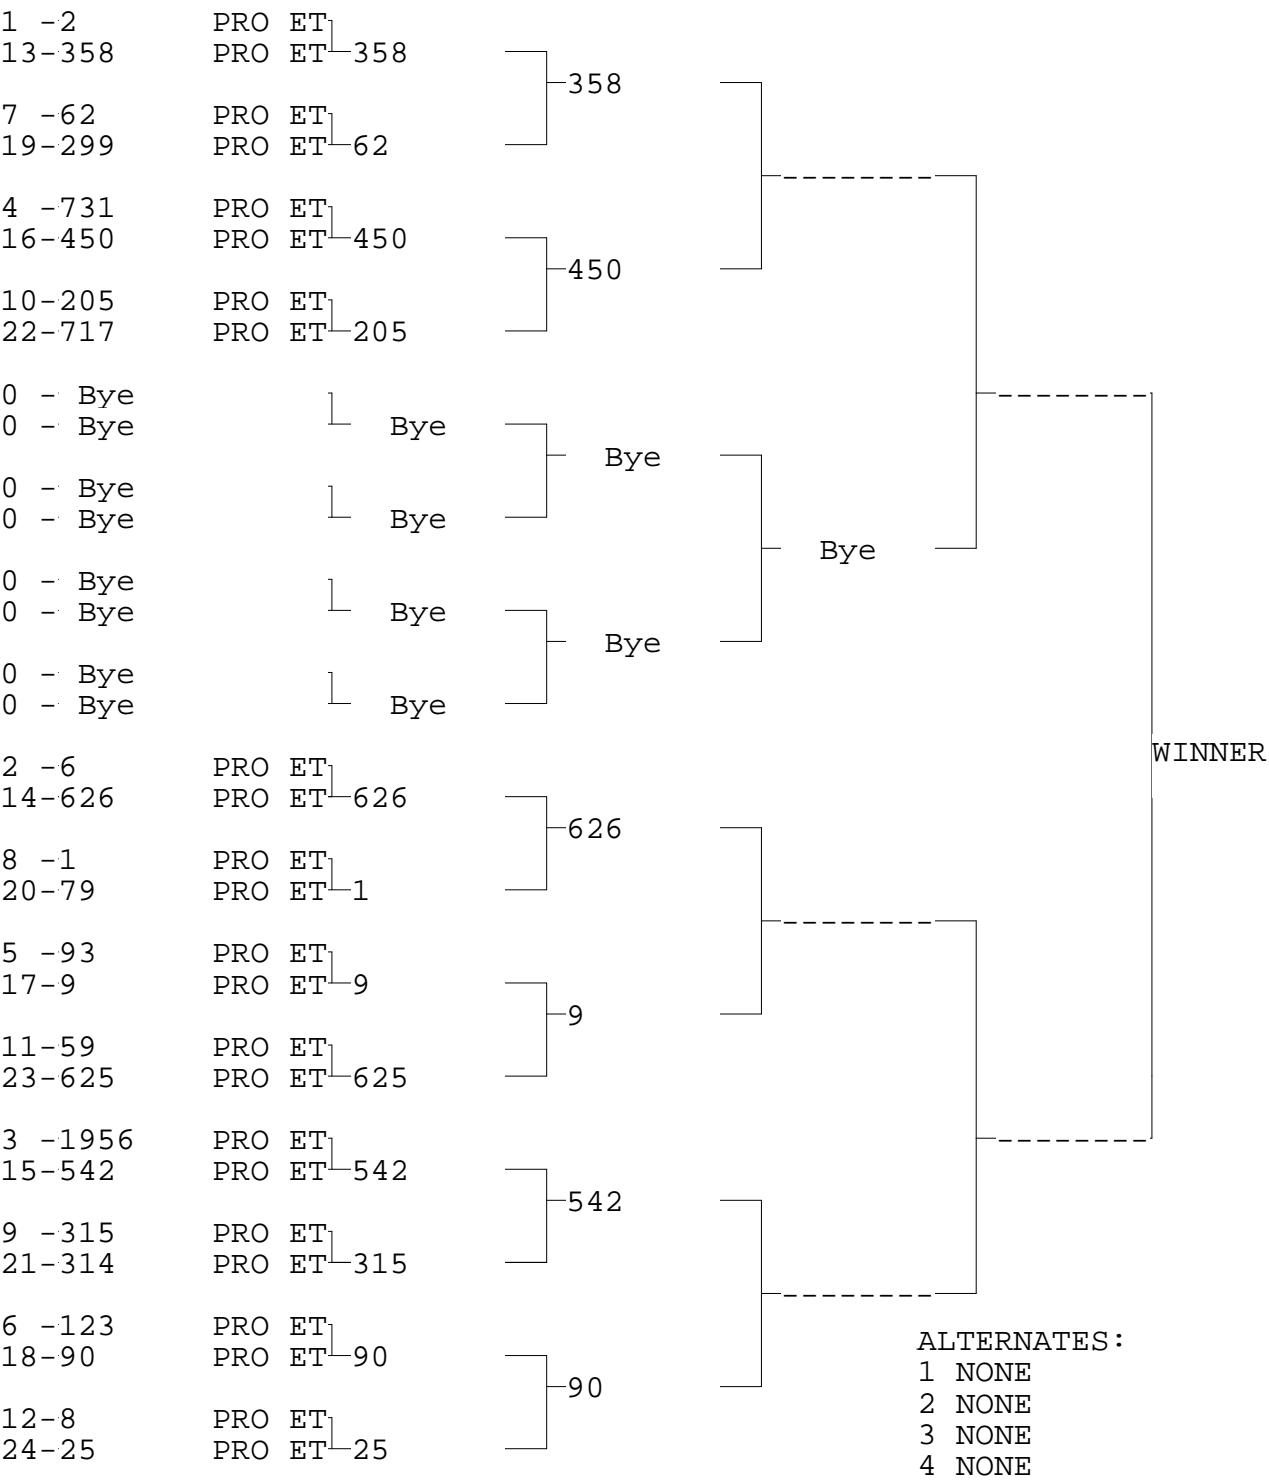 1 -2 PRO ET
13-358 PRO ET 358
358
7 -62 PRO ET
19-299 PRO ET 62
4 -731 PRO ET
16-450 PRO ET 450
450
10-205 PRO ET
22-717 PRO ET 205
0 - Bye
0 - Bye Bye
Bye
0 - Bye
0 - Bye Bye
Bye
0 - Bye
0 - Bye Bye
Bye
0 - Bye
0 - Bye Bye
WINNER
2 -6 PRO ET
14-626 PRO ET 626
626
8 -1 PRO ET
20-79 PRO ET 1
5 -93 PRO ET
17-9 PRO ET 9
9
11-59 PRO ET
23-625 PRO ET 625
3 -1956 PRO ET
15-542 PRO ET 542
542
9 -315 PRO ET
21-314 PRO ET 315
6 -123 PRO ET
18-90 PRO ET 90
90
12-8 PRO ET
24-25 PRO ET 25
ALTERNATES:
1 NONE
2 NONE
3 NONE
4 NONE